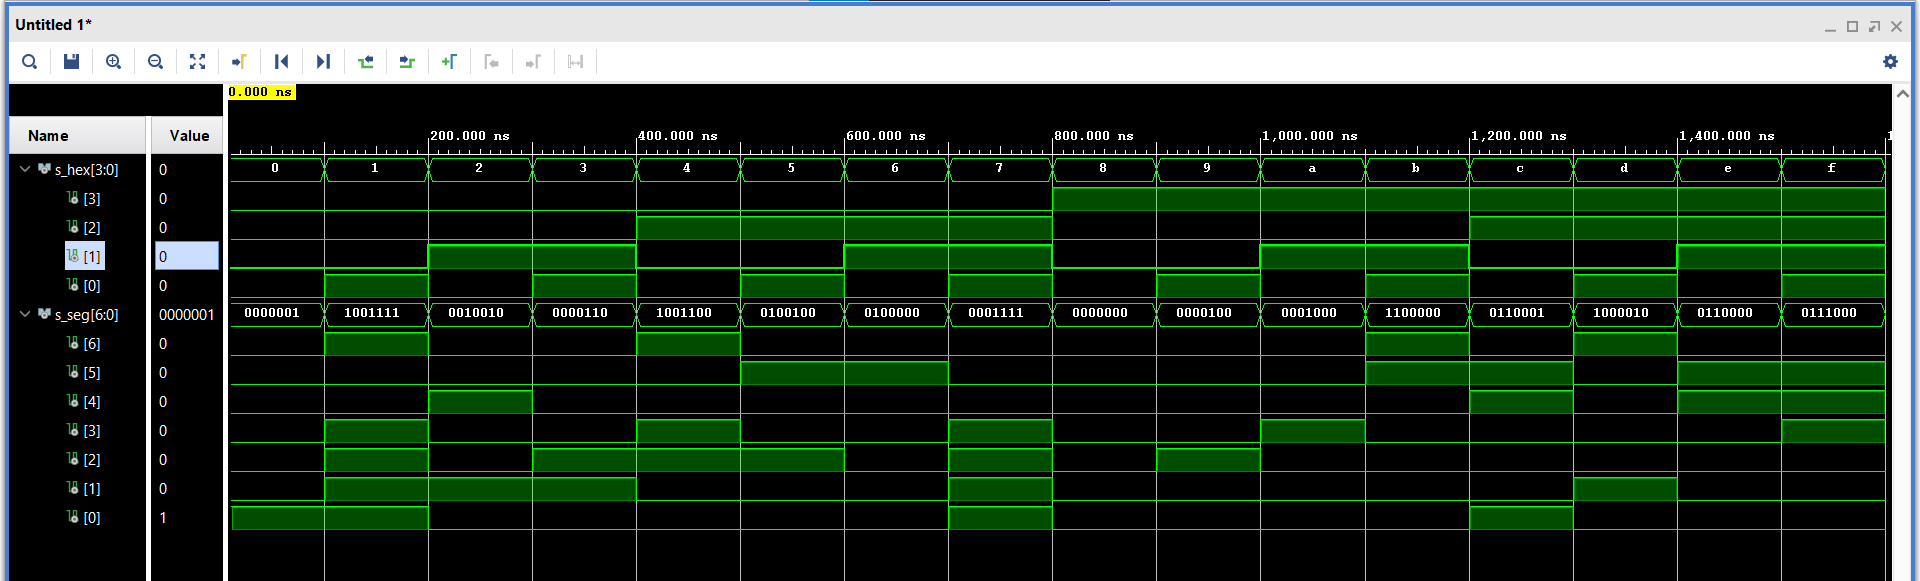 Untitled 1*
0.000 ns
Name Value
200.000 ns 400.000 ns 600.000 ns 800.000 ns 1,000.000 ns 1,200.000 ns 1,400.000 ns 1
s_hex[3:0] 0 0 1 2 3 4 5 6 7 8 9 a b c d e f
[3] 0
[2] 0
[1] 0
[0] 0
s_seg[6:0] 0000001 0000001 1001111 0010010 0000110 1001100 0100100 0100000 0001111 0000000 0000100 0001000 1100000 0110001 1000010 0110000 0111000
[6] 0
[5] 0
[4] 0
[3] 0
[2] 0
[1] 0
[0] 1